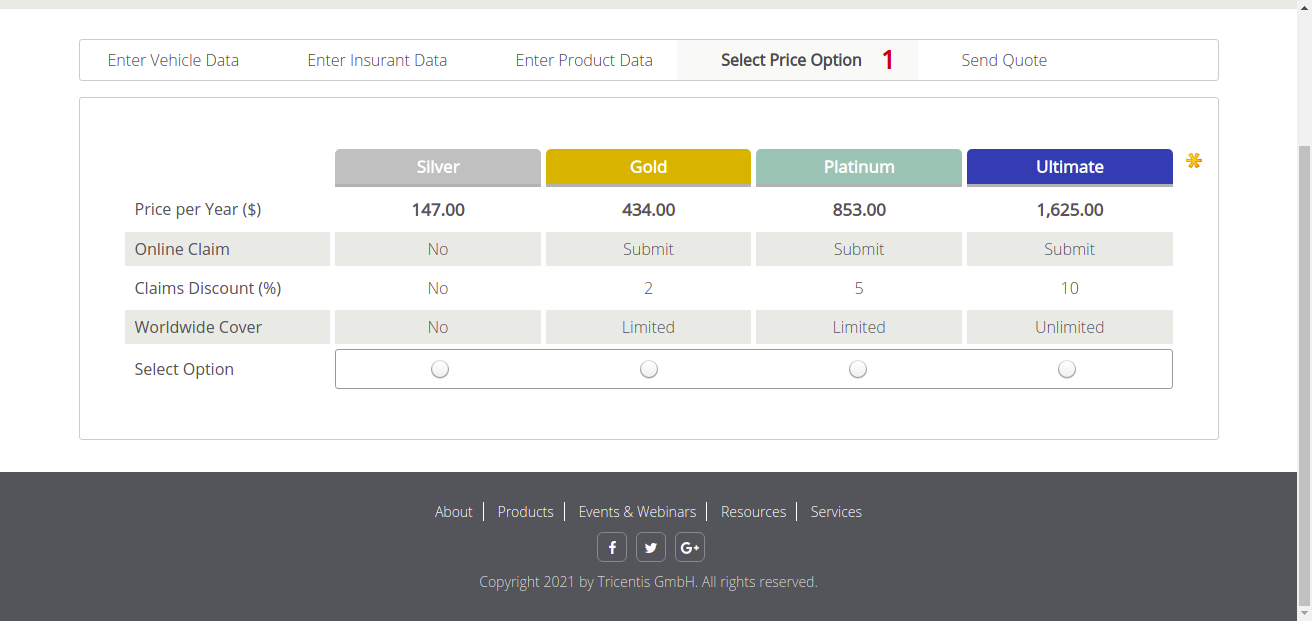 Enter Vehicle Data Enter Insurant Data Enter Product Data Select Price Option 1 Send Quote
Silver Gold Platinum Ultimate *
Price per Year ($) 147.00 434.00 853.00 1,625.00
Online Claim No Submit Submit Submit
Claims Discount (%) No 2 5 10
Worldwide Cover No Limited Limited Unlimited
Select Option
About Products Events & Webinars Resources Services
f G+
Copyright 2021 by Tricentis GmbH. All rights reserved.